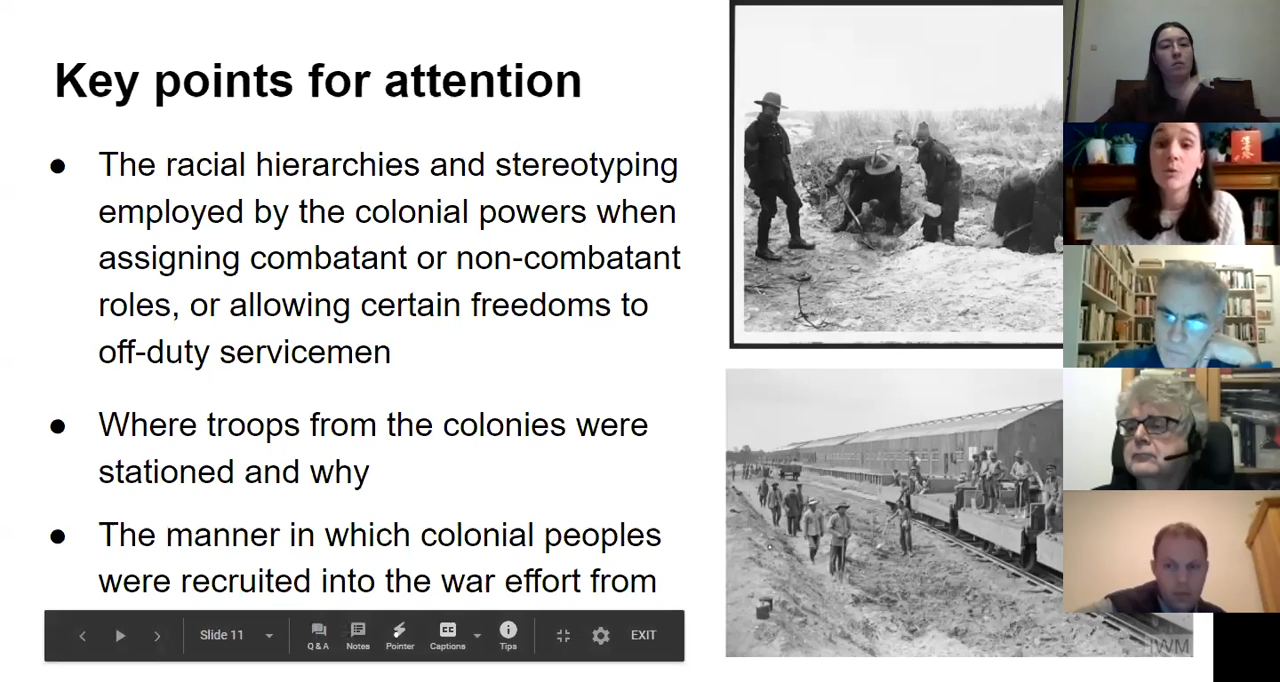 Key points for attention
● The racial hierarchies and stereotyping
employed by the colonial powers when
assigning combatant or non-combatant
roles, or allowing certain freedoms to
off-duty servicemen
● Where troops from the colonies were
stationed and why
● The manner in which colonial peoples
were recruited into the war effort from
Slide 11
Q & A
Notes
Pointer
CC
Captions
Tips
EXIT
IWM